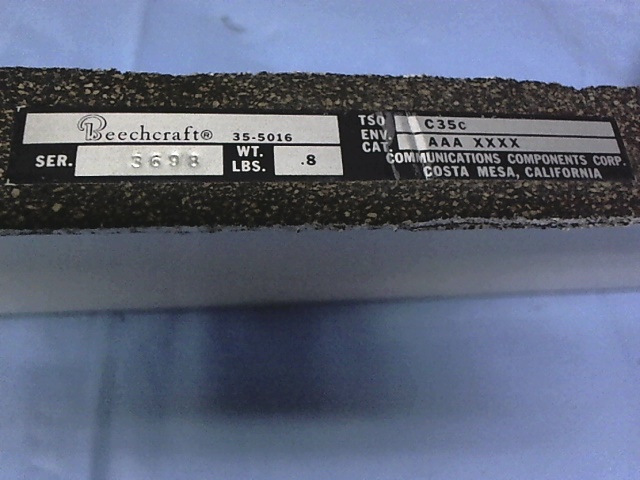 Beechcraft® 35-5016
SER. 3698 WT. LBS. .8
TSO C35c
ENV. CAT. AAA XXXX
COMMUNICATIONS COMPONENTS CORP.
COSTA MESA, CALIFORNIA